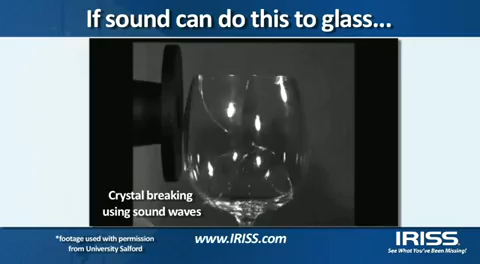 If sound can do this to glass...
Crystal breaking
using sound waves
*footage used with permission
from University Salford
www.IRISS.com
IRISS
See What You've Been Missing!